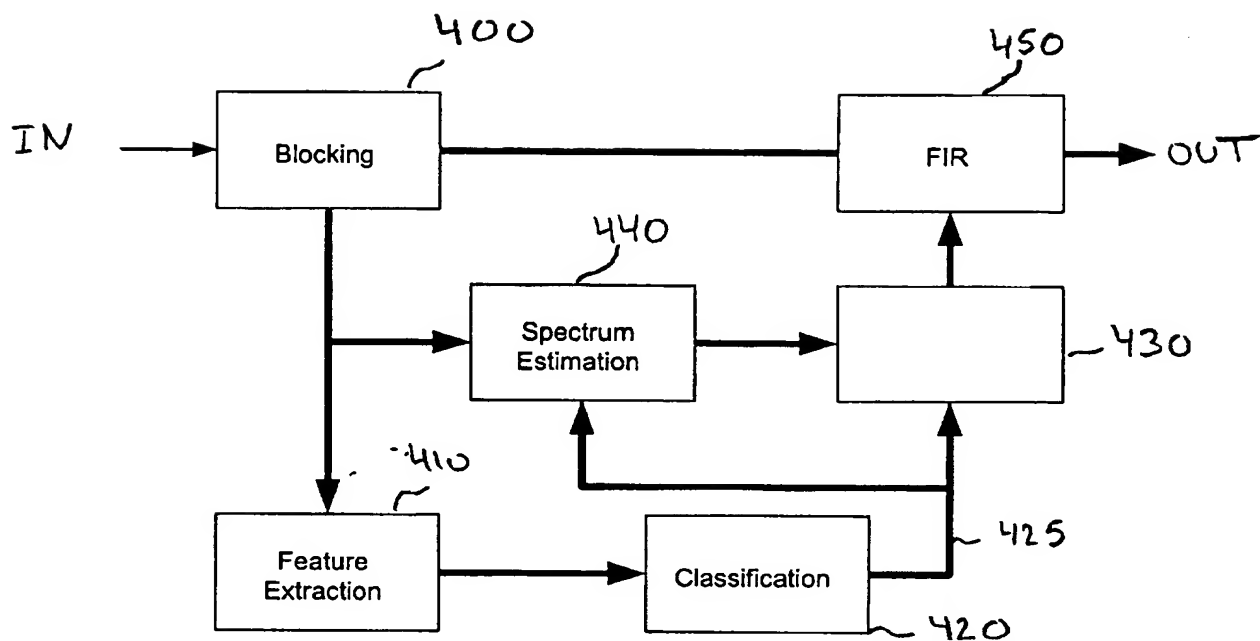 400
450
IN
Blocking
FIR
OUT
440
Spectrum
Estimation
430
410
Feature
Extraction
Classification
425
420